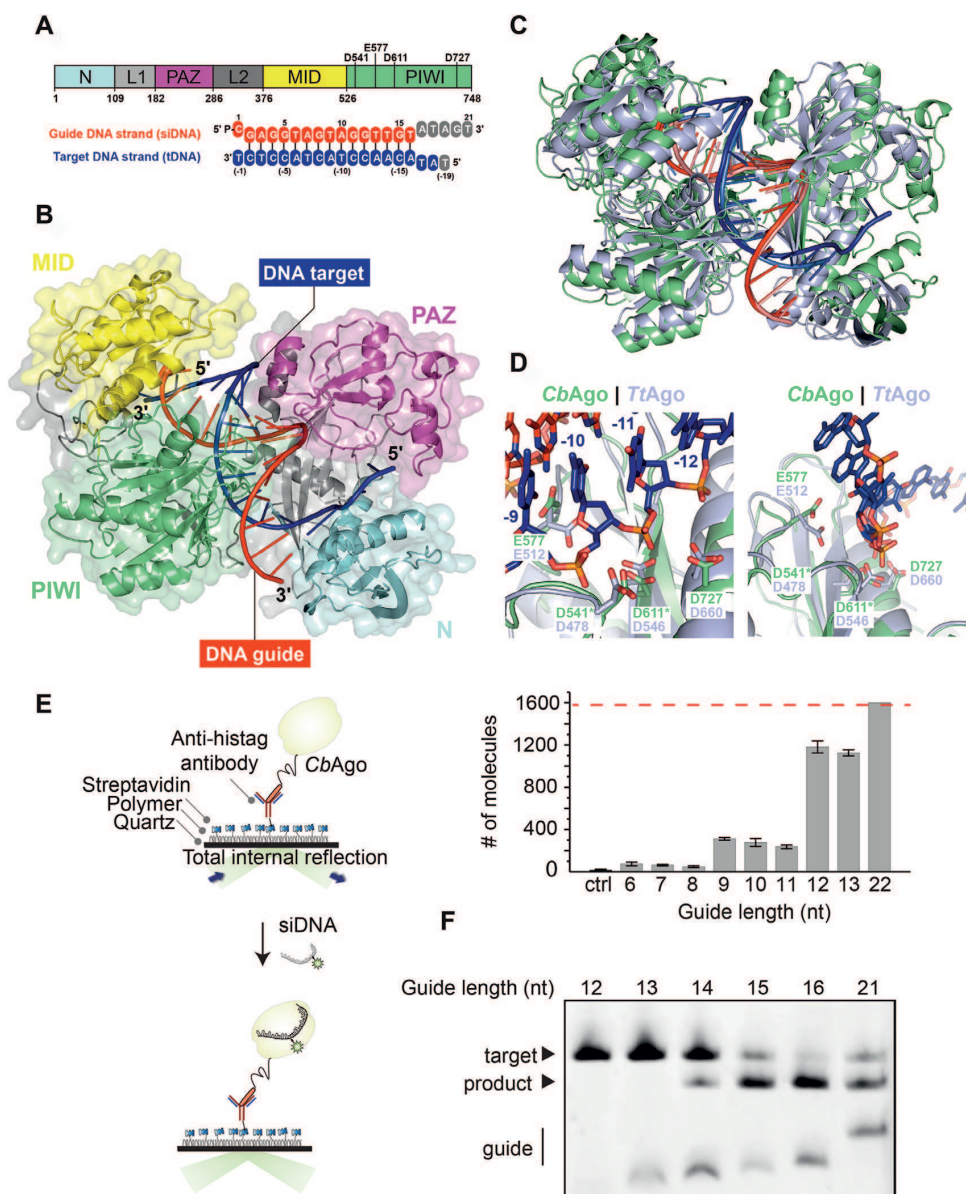 A
E577
D541 D611 D727
N L1 PAZ L2 MID PIWI
1 109 182 286 376 526 748
1 5 10 15 21
Guide DNA strand (siDNA) 5' P- CGAGGTAGTAGGTTGTATAGT 3'
Target DNA strand (tDNA) 3' TCTCCATCATCCAACATAT 5'
(-1) (-5) (-10) (-15) (-19)
B
MID
DNA target
PAZ
5'
3'
5'
PIWI
3'
N
DNA guide
C
D
CbAgo | TtAgo
-11
-10
-12
-9
E577
E512
D727
D660
D541*
D478
D611*
D546
CbAgo | TtAgo
E577
E512
D541*
D478
D727
D660
D611*
D546
E
Anti-histag
antibody
CbAgo
Streptavidin
Polymer
Quartz
Total internal reflection
siDNA
# of molecules
1600
1200
800
400
0
ctrl 6 7 8 9 10 11 12 13 22
Guide length (nt)
F
Guide length (nt) 12 13 14 15 16 21
target
product
guide